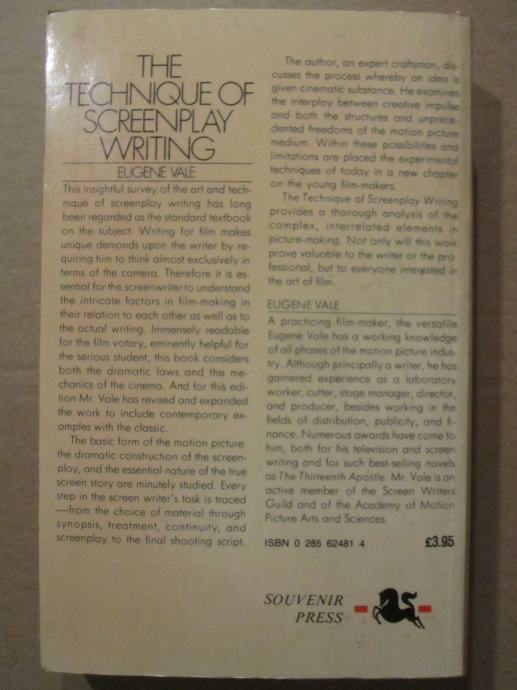 THE
TECHNIQUE OF
SCREENPLAY
WRITING
EUGENE VALE
This insightful survey of the art and tech-
nique of screenplay writing has long
been regarded as the standard textbook
on the subject. Writing for film makes
unique demands upon the writer by re-
quiring him to think almost exclusively in
terms of the camera. Therefore it is es-
sential for the screenwriter to understand
the intricate factors in film-making in
their relation to each other as well as to
the actual writing. Immensely readable
for the film votary, eminently helpful for
the serious student, this book considers
both the dramatic laws and the me-
chanics of the cinema. And for this edi-
tion Mr. Vale has revised and expanded
the work to include contemporary ex-
amples with the classic.
The basic form of the motion picture
the dramatic construction of the screen-
play, and the essential nature of the true
screen story are minutely studied. Every
step in the screen writer's task is traced
—from the choice of material through
synopsis, treatment, continuity, and
screenplay to the final shooting script.
The author, an expert craftsman, dis-
cusses the process whereby an idea is
given cinematic substance. He examines
the interplay between creative impulse
and both the structures and unprece-
dented freedoms of the motion picture
medium. Within these possibilities and
limitations are placed the experimental
techniques of today in a new chapter
on the young film-makers.
The Technique of Screenplay Writing
provides a thorough analysis of the
complex, interrelated elements in
picture-making. Not only will this work
prove valuable to the writer or the pro-
fessional, but to everyone interested in
the art of film.
EUGENE VALE
A practicing film-maker, the versatile
Eugene Vale has a working knowledge
of all phases of the motion picture indus-
try. Although principally a writer, he has
garnered experience as a laboratory
worker, cutter, stage manager, director,
and producer, besides working in the
fields of distribution, publicity, and fi-
nance. Numerous awards have come to
him, both for his television and screen
writing and for such best-selling novels
as The Thirteenth Apostle. Mr. Vale is an
active member of the Screen Writers
Guild and of the Academy of Motion
Picture Arts and Sciences.
ISBN 0 285 62481 4 £3.95
SOUVENIR
PRESS